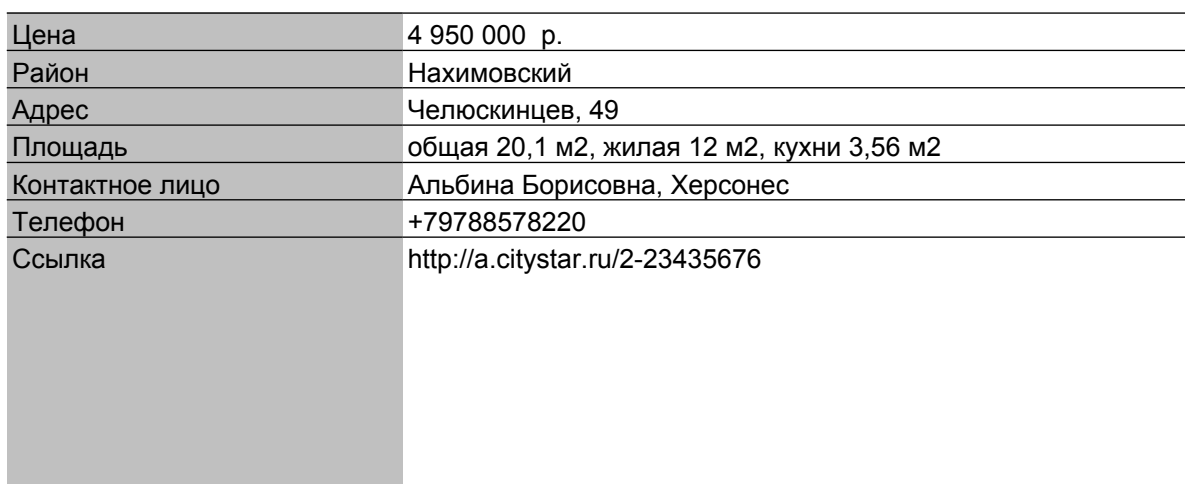 Цена 4 950 000 р.
Район Нахимовский
Адрес Челюскинцев, 49
Площадь общая 20,1 м2, жилая 12 м2, кухни 3,56 м2
Контактное лицо Альбина Борисовна, Херсонес
Телефон +79788578220
Ссылка http://a.citystar.ru/2-23435676